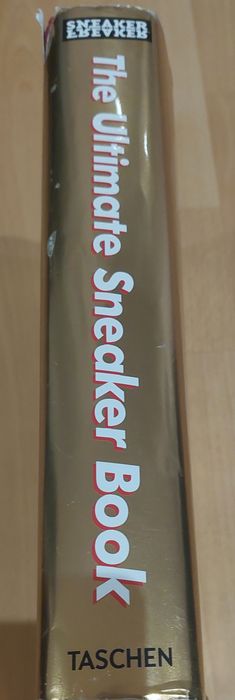 SNEAKER
FREAKER
The Ultimate Sneaker Book
TASCHEN